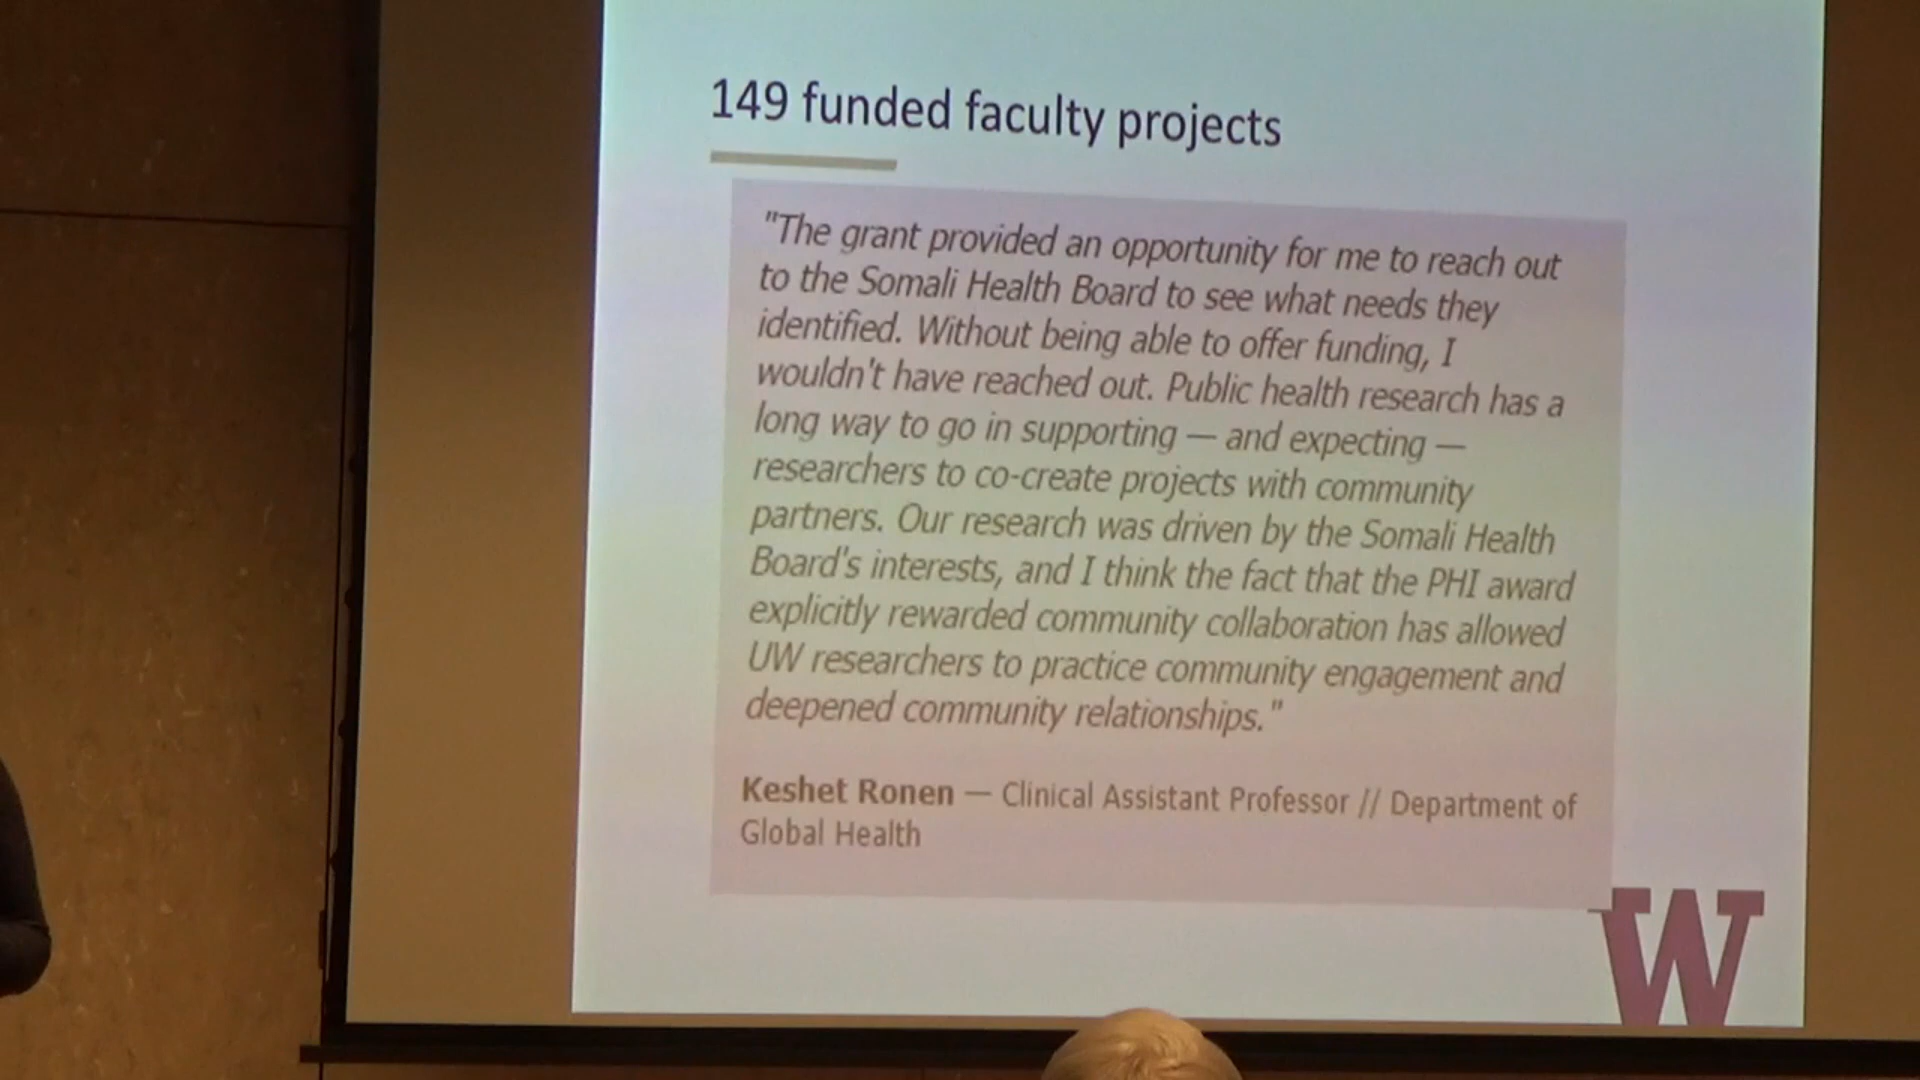 149 funded faculty projects
"The grant provided an opportunity for me to reach out
to the Somali Health Board to see what needs they
identified. Without being able to offer funding, I
wouldn't have reached out. Public health research has a
long way to go in supporting — and expecting —
researchers to co-create projects with community
partners. Our research was driven by the Somali Health
Board's interests, and I think the fact that the PHI award
explicitly rewarded community collaboration has allowed
UW researchers to practice community engagement and
deepened community relationships."
Keshet Ronen — Clinical Assistant Professor // Department of
Global Health
W